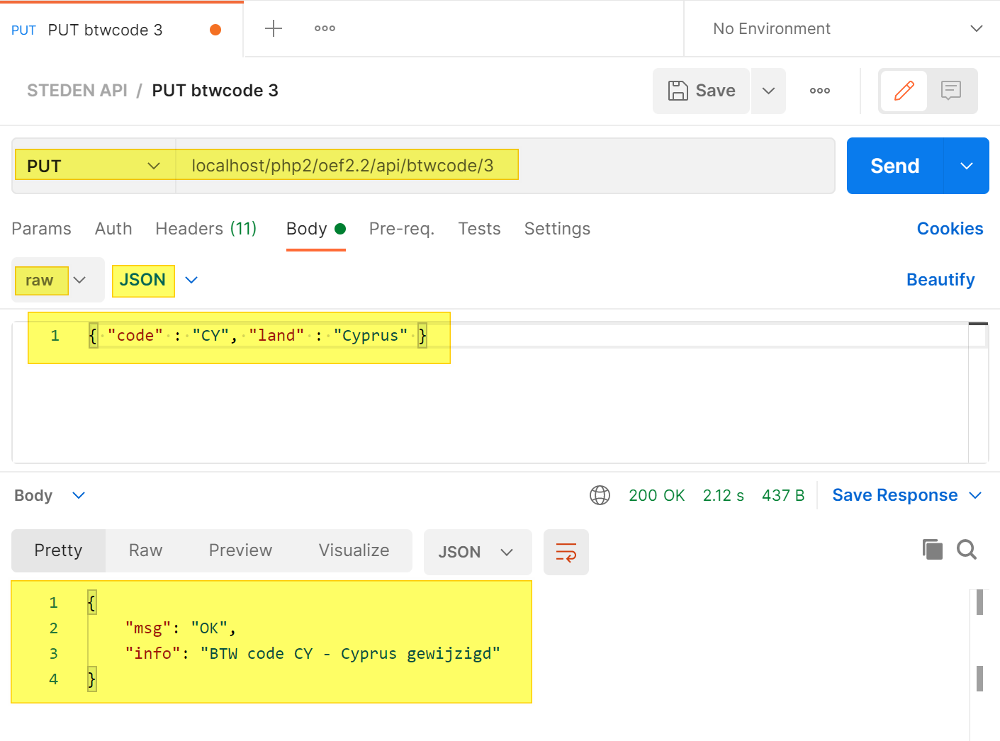 PUT PUT btwcode 3 No Environment
STEDEN API / PUT btwcode 3 Save
PUT localhost/php2/oef2.2/api/btwcode/3 Send
Params Auth Headers (11) Body Pre-req. Tests Settings Cookies
raw JSON Beautify
1 { "code" : "CY", "land" : "Cyprus" }
Body 200 OK 2.12 s 437 B Save Response
Pretty Raw Preview Visualize JSON
1 {
2 "msg": "OK",
3 "info": "BTW code CY - Cyprus gewijzigd"
4 }